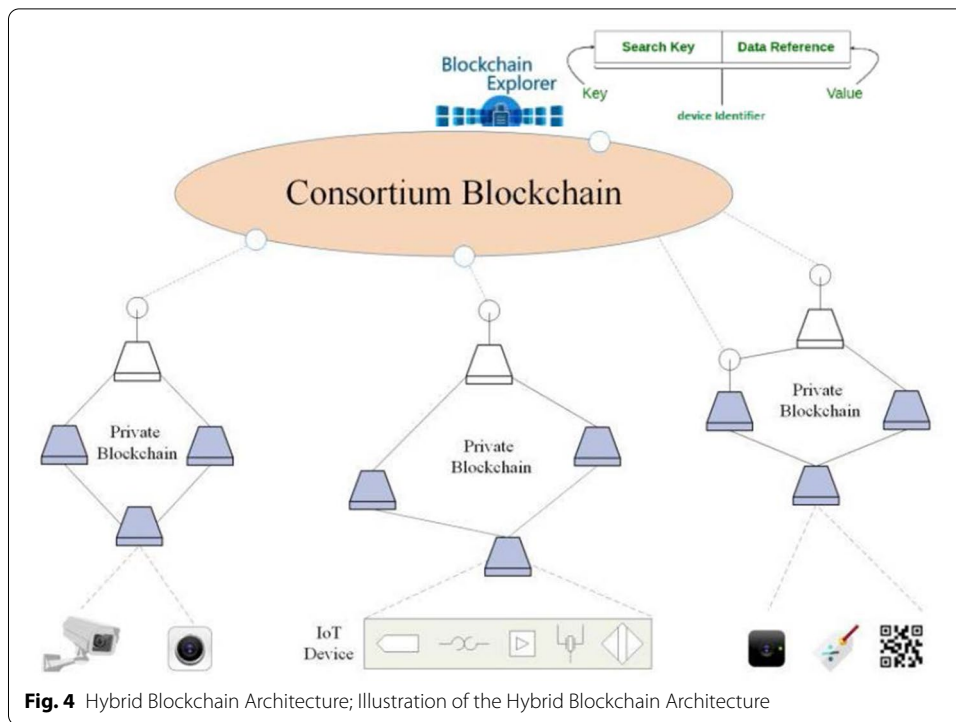 Search Key Data Reference
Blockchain
Explorer
Key
Value
device Identifier
Consortium Blockchain
Private
Blockchain
Private
Blockchain
Private
Blockchain
IoT
Device
Fig. 4 Hybrid Blockchain Architecture; Illustration of the Hybrid Blockchain Architecture